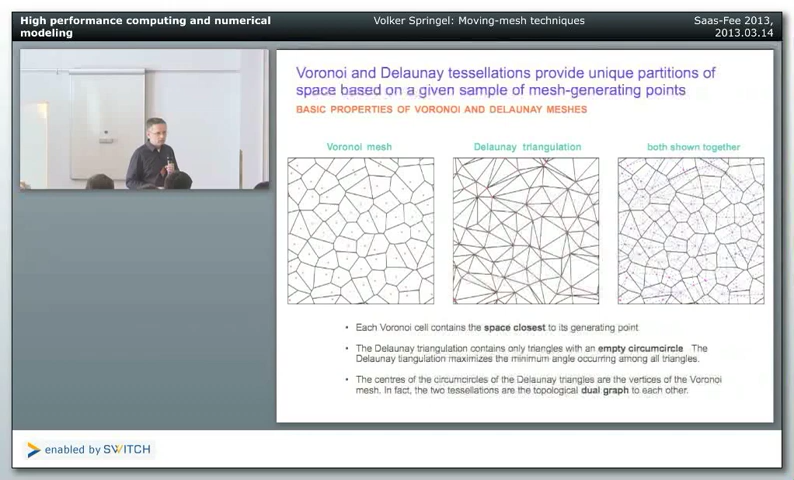 High performance computing and numerical
modeling
Volker Springel: Moving-mesh techniques
Saas-Fee 2013,
2013.03.14
Voronoi and Delaunay tessellations provide unique partitions of
space based on a given sample of mesh-generating points
BASIC PROPERTIES OF VORONOI AND DELAUNAY MESHES
Voronoi mesh
Delaunay triangulation
both shown together
• Each Voronoi cell contains the space closest to its generating point
• The Delaunay triangulation contains only triangles with an empty circumcircle The
Delaunay tiangulation maximizes the minimum angle occurring among all triangles.
• The centres of the circumcircles of the Delaunay triangles are the vertices of the Voronoi
mesh. In fact, the two tessellations are the topological dual graph to each other.
enabled by SWITCH